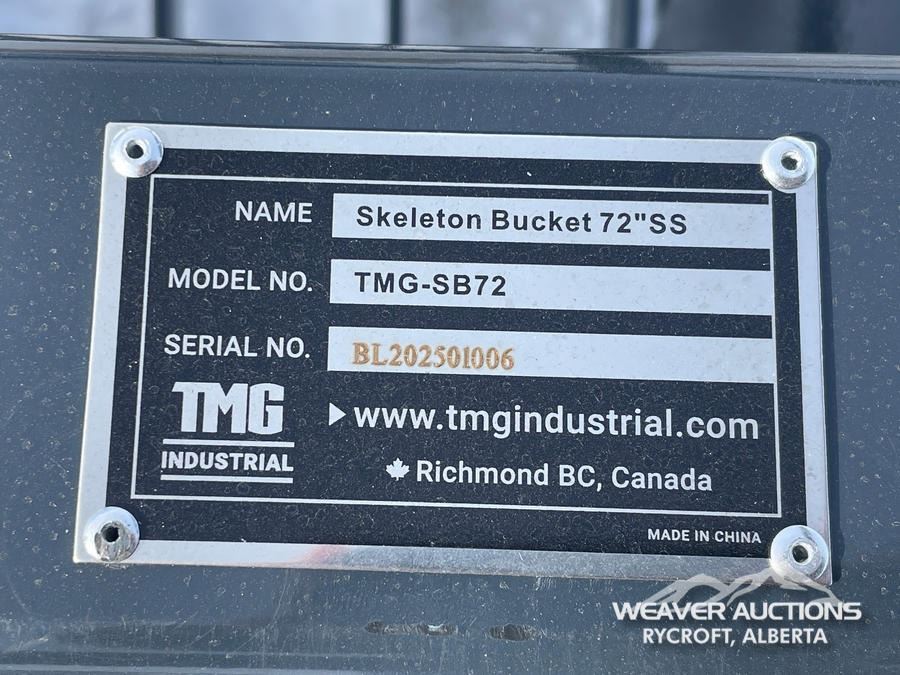 NAME Skeleton Bucket 72"SS
MODEL NO. TMG-SB72
SERIAL NO. BL202501006
TMG
INDUSTRIAL
www.tmgindustrial.com
Richmond BC, Canada
MADE IN CHINA
WEAVER AUCTIONS
RYCROFT, ALBERTA